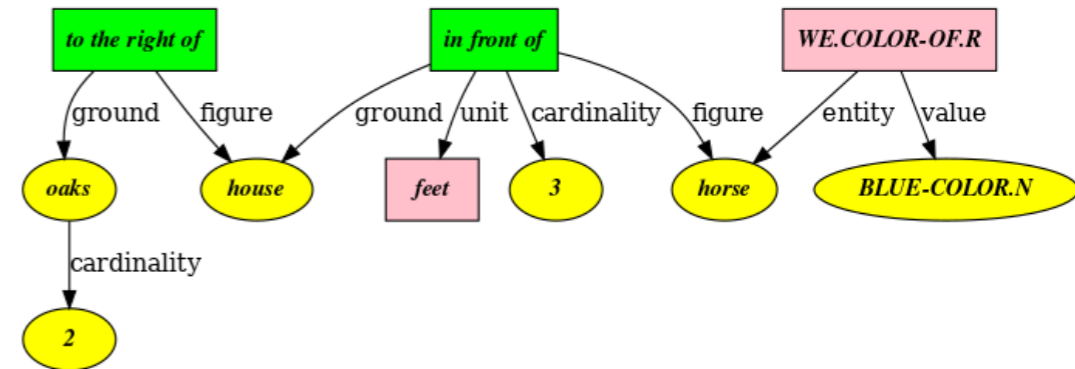 to the right of
in front of
WE.COLOR-OF.R
ground
figure
ground
unit
cardinality
figure
entity
value
oaks
house
feet
3
horse
BLUE-COLOR.N
cardinality
2